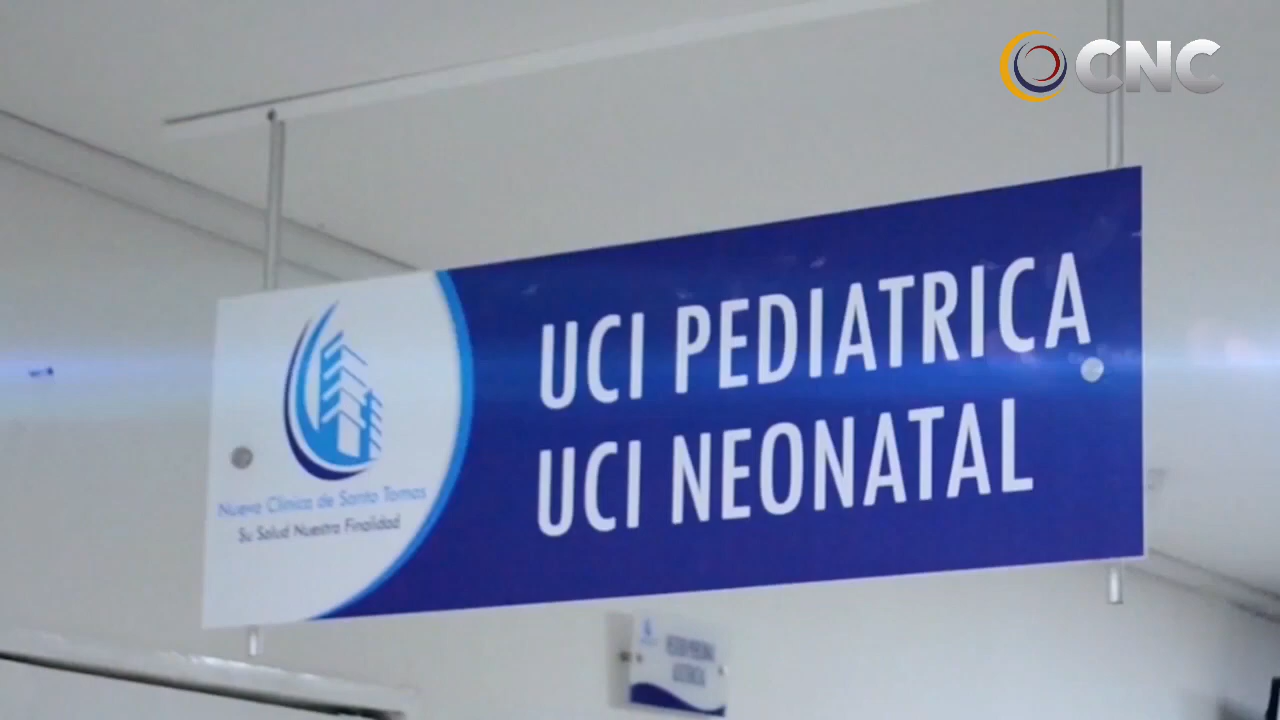 CNC
UCI PEDIATRICA
UCI NEONATAL
Nueva Clinica de Santo Tomas
Su Salud Nuestra Finalidad